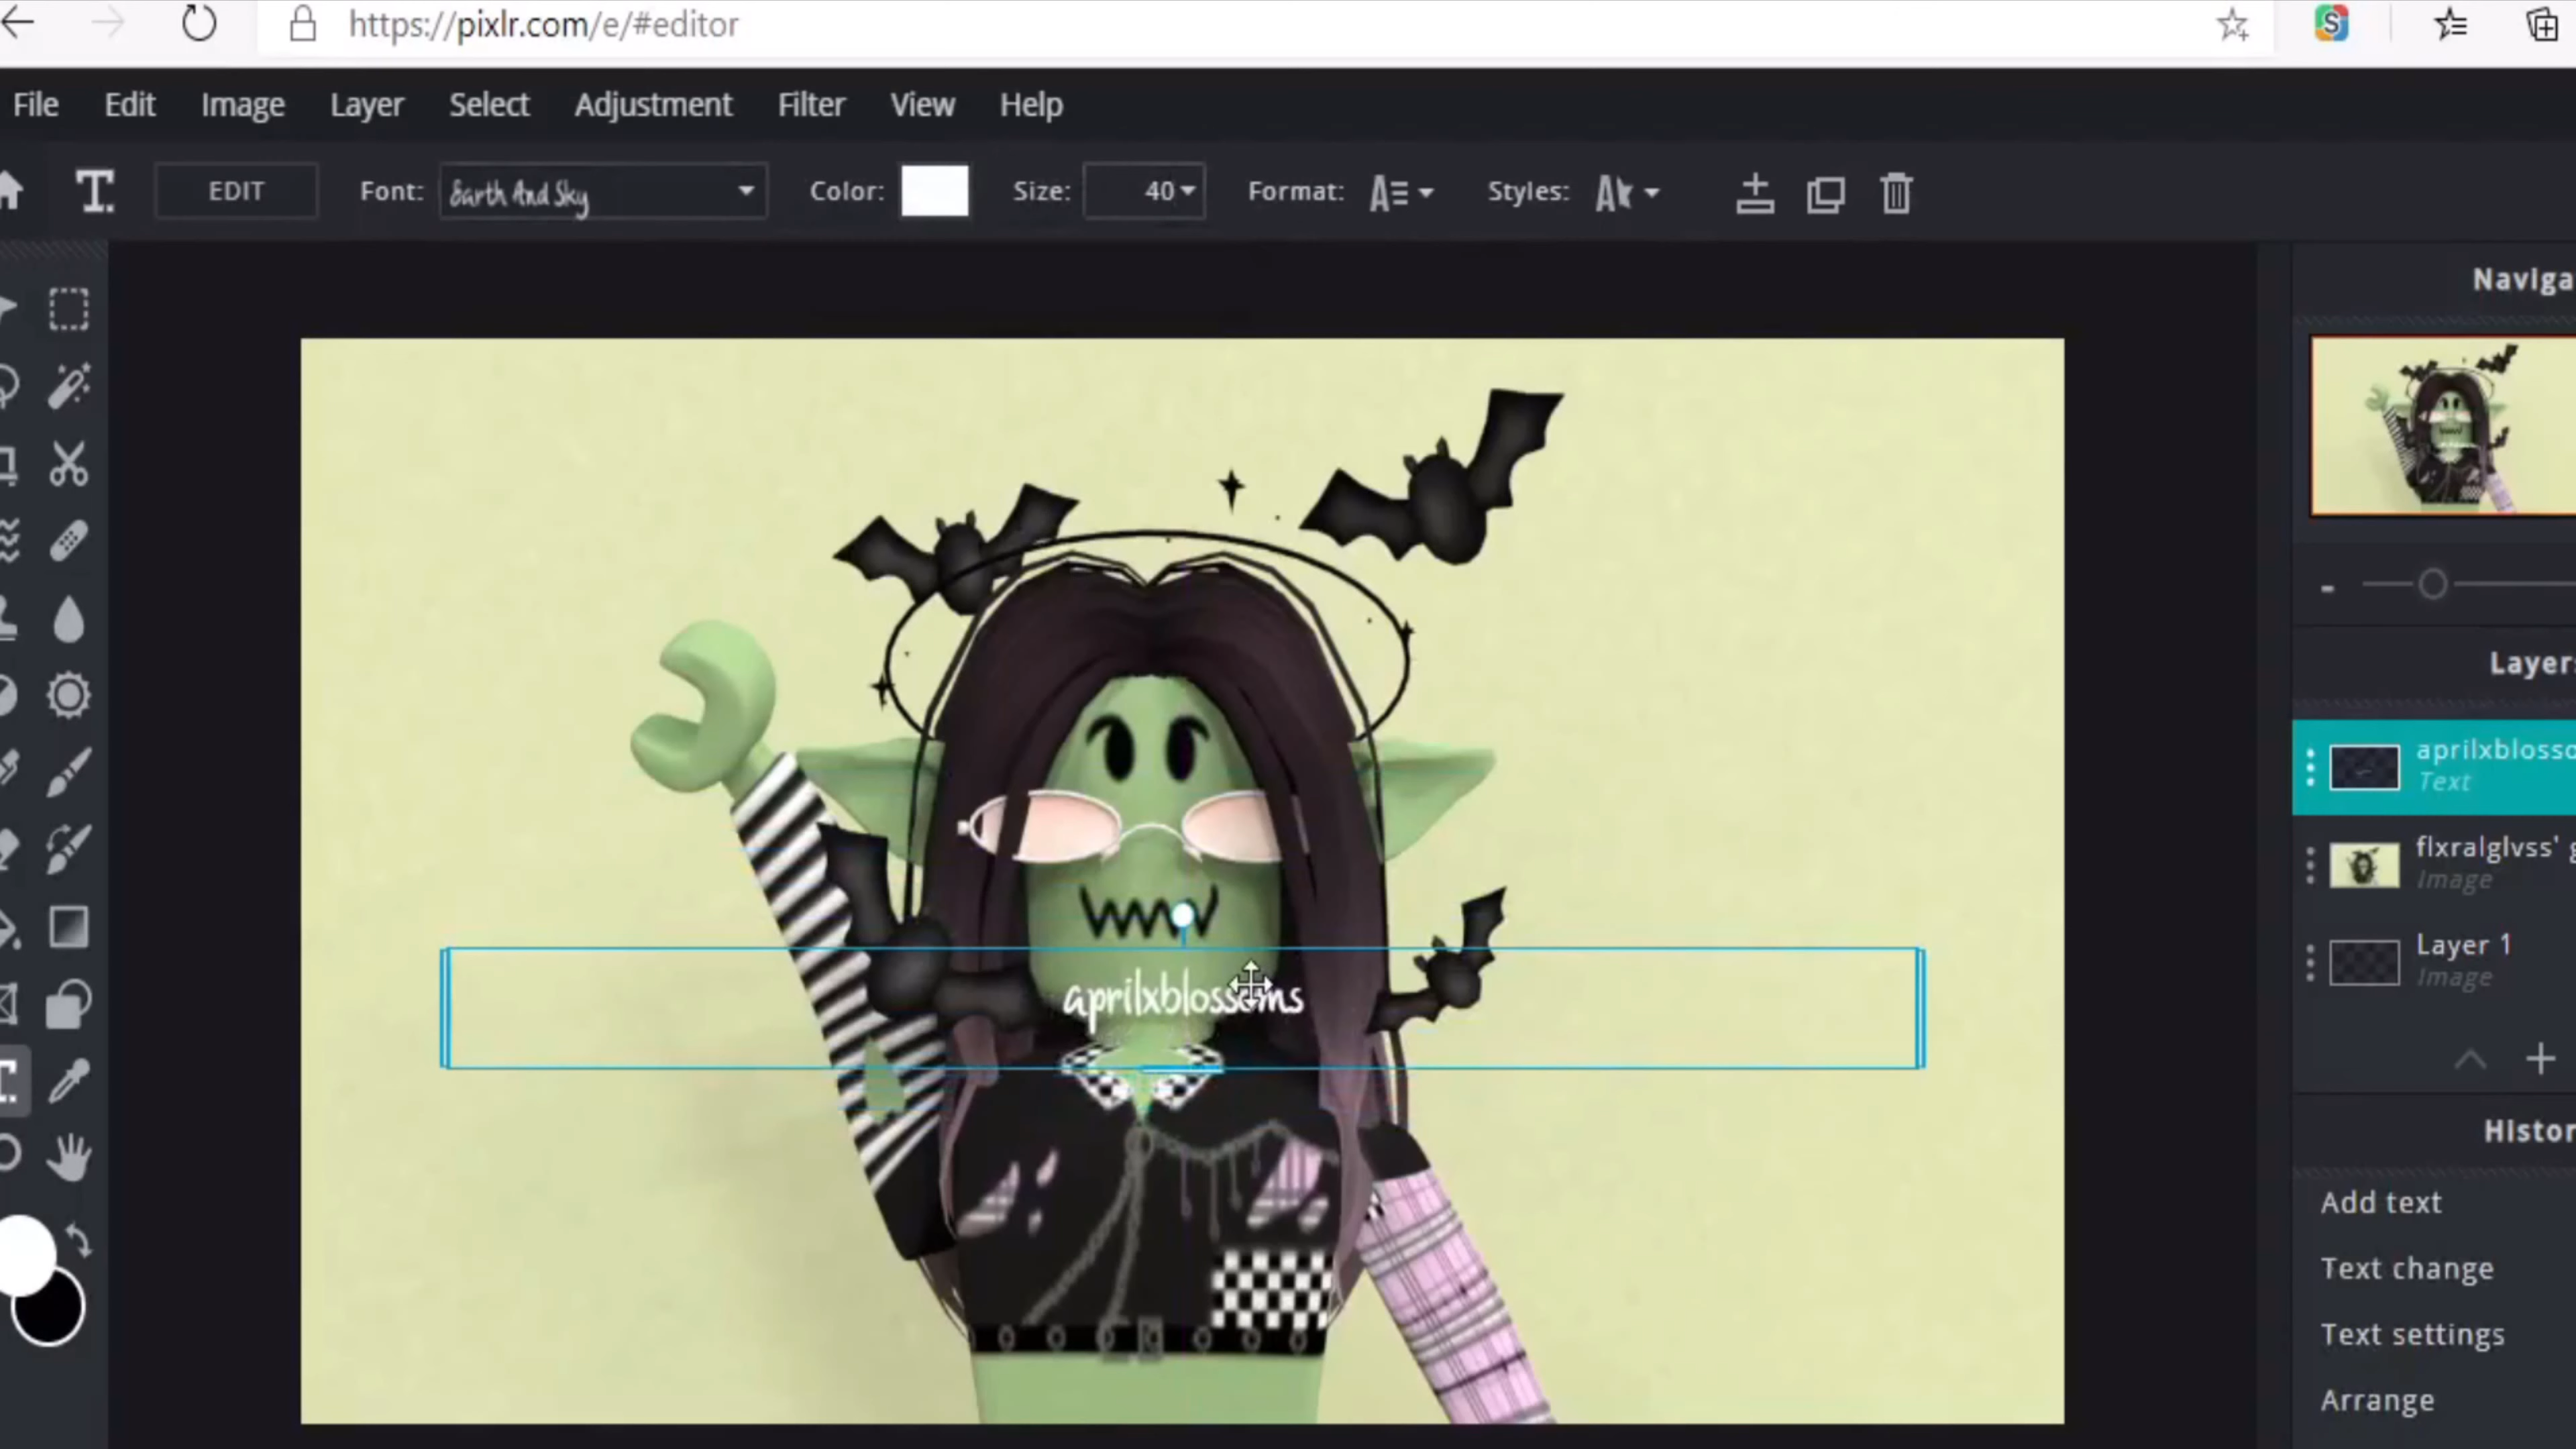 https://pixlr.com/e/#editor
File Edit Image Layer Select Adjustment Filter View Help
T. EDIT Font: Earth And Sky Color: Size: 40 Format: Styles:
Naviga
Layer
aprilxblosso
Text
flxralglvss' g
Image
Layer 1
Image
aprilxblossoms
Histor
Add text
Text change
Text settings
Arrange